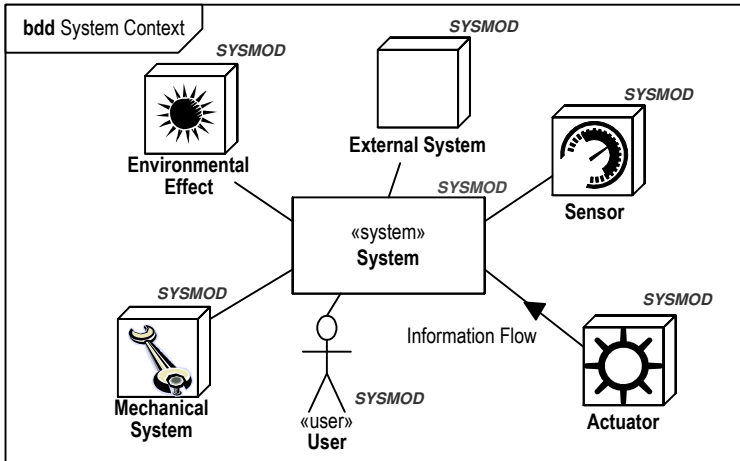 bdd System Context
SYSMOD
SYSMOD
SYSMOD
Environmental
Effect
External System
Sensor
SYSMOD
«system»
System
SYSMOD
Mechanical
System
«user»
User
SYSMOD
Information Flow
SYSMOD
Actuator